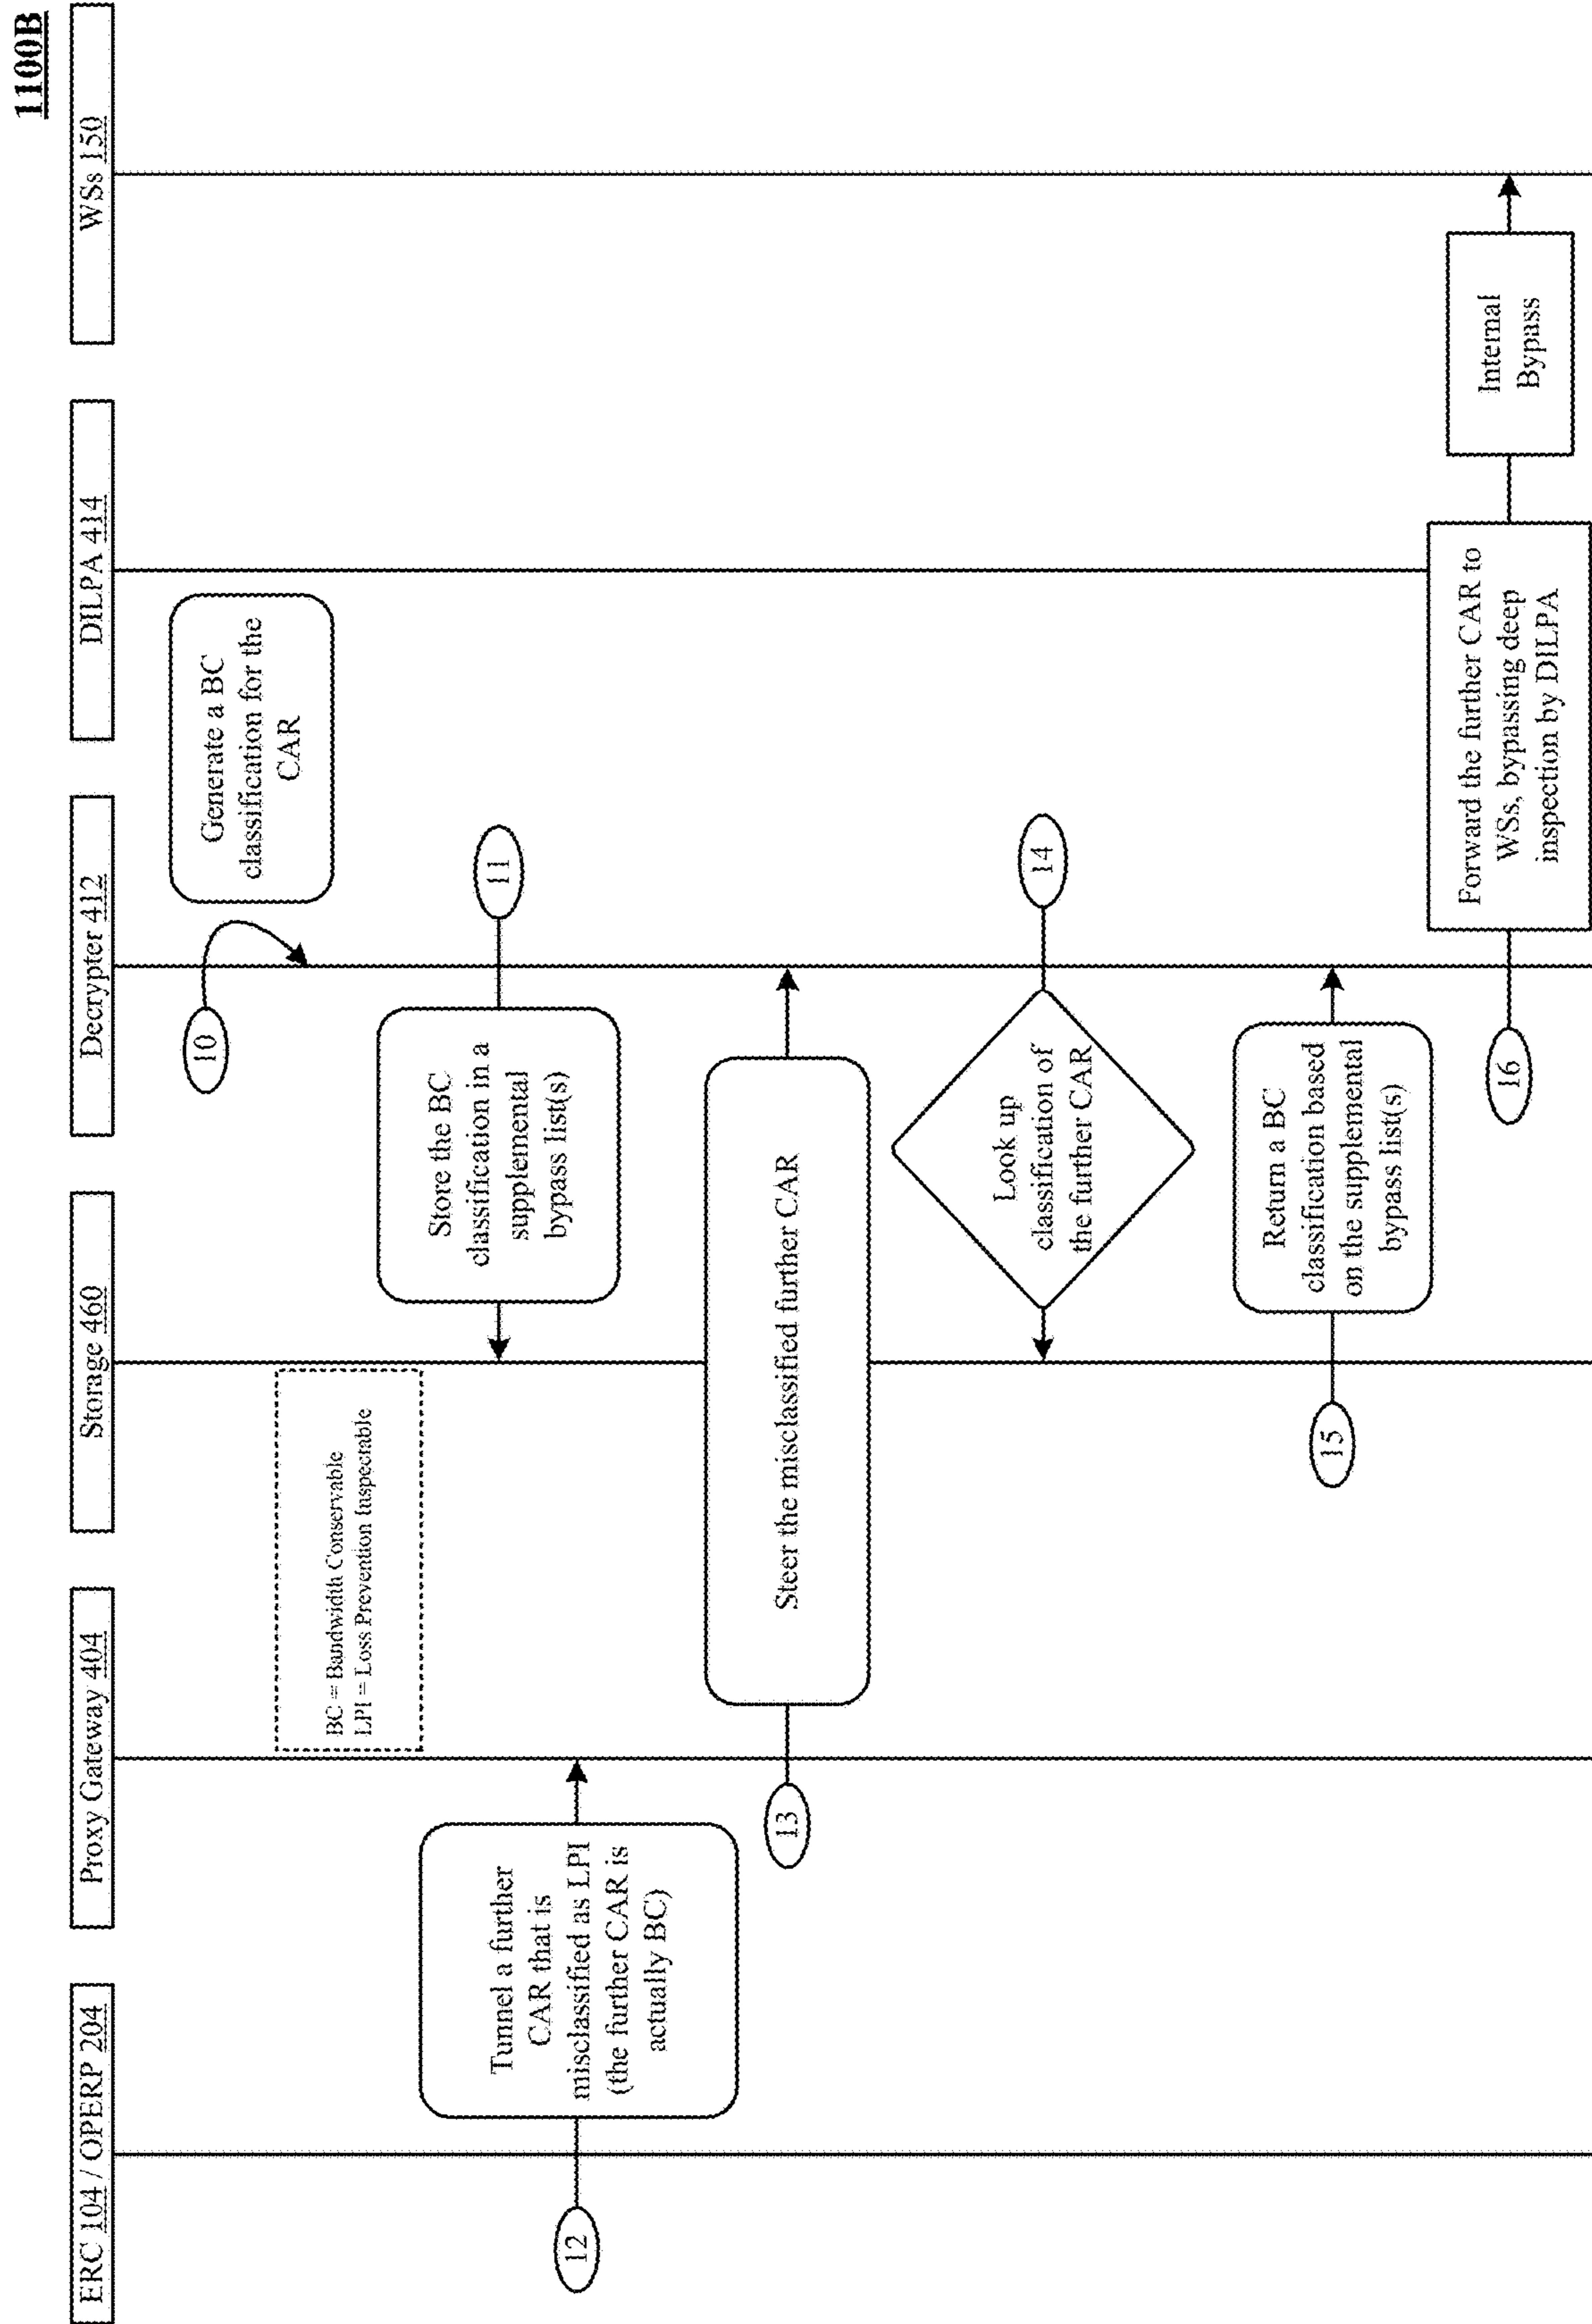 1100B
ERC 104 / OPERP 204
Proxy Gateway 404
Storage 460
Decrypter 412
DILPA 414
WSs 150
10
Generate a BC
classification for the
CAR
BC = Bandwidth Conservable
LPI = Loss Prevention Inspectable
Store the BC
classification in a
supplemental
bypass list(s)
11
12
Tunnel a further
CAR that is
misclassified as LPI
(the further CAR is
actually BC)
13
Steer the misclassified further CAR
Look up
classification of
the further CAR
14
15
Return a BC
classification based
on the supplemental
bypass list(s)
16
Forward the further CAR to
WSs, bypassing deep
inspection by DILPA
Internal
Bypass